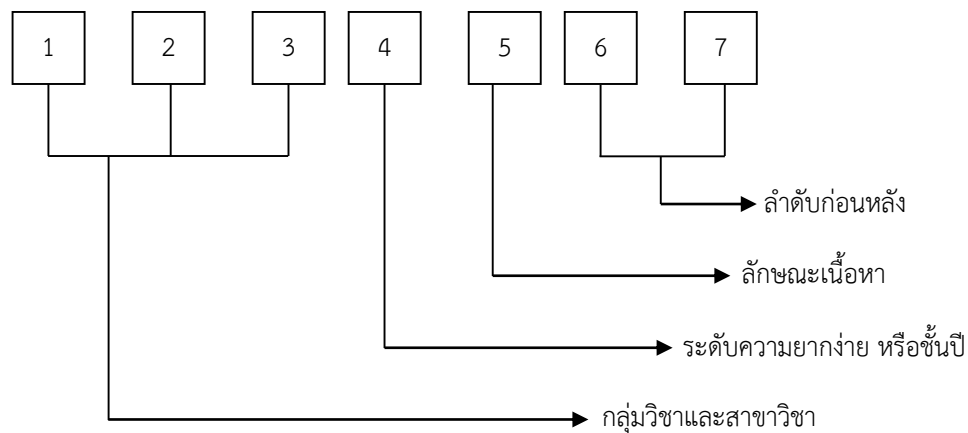 1 2 3 4 5 6 7
ลำดับก่อนหลัง
ลักษณะเนื้อหา
ระดับความยากง่าย หรือชั้นปี
กลุ่มวิชาและสาขาวิชา